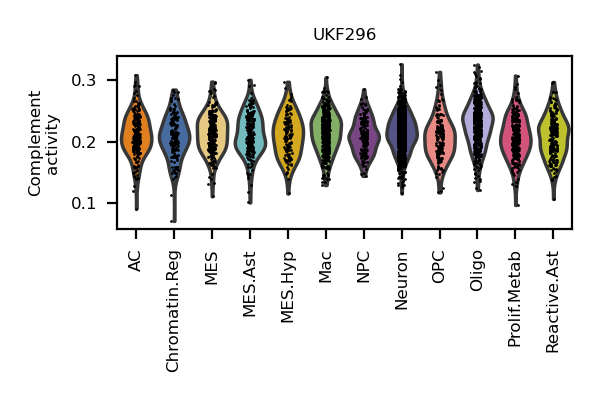 UKF296
Complement
activity
0.3
0.2
0.1
AC
Chromatin.Reg
MES
MES.Ast
MES.Hyp
Mac
NPC
Neuron
OPC
Oligo
Prolif.Metab
Reactive.Ast